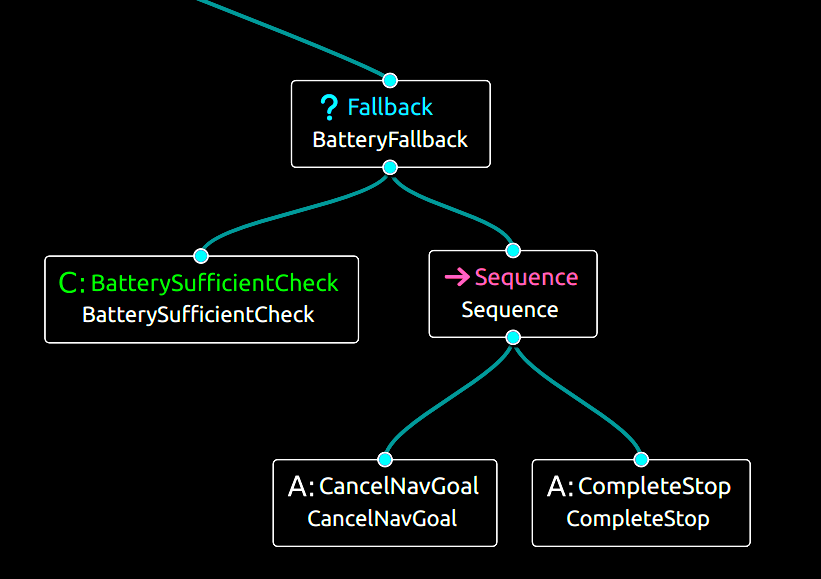 ? Fallback
BatteryFallback
C: BatterySufficientCheck
BatterySufficientCheck
→ Sequence
Sequence
A: CancelNavGoal
CancelNavGoal
A: CompleteStop
CompleteStop